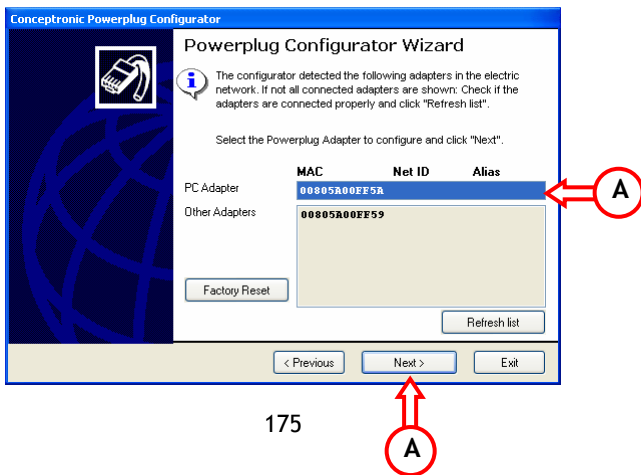 Conceptronic Powerplug Configurator
Powerplug Configurator Wizard
The configurator detected the following adapters in the electric
network. If not all connected adapters are shown: Check if the
adapters are connected properly and click "Refresh list".
Select the Powerplug Adapter to configure and click "Next".
MAC Net ID Alias
PC Adapter 00805A00FF5A
A
Other Adapters 00805A00FF59
Factory Reset
Refresh list
< Previous Next > Exit
175
A